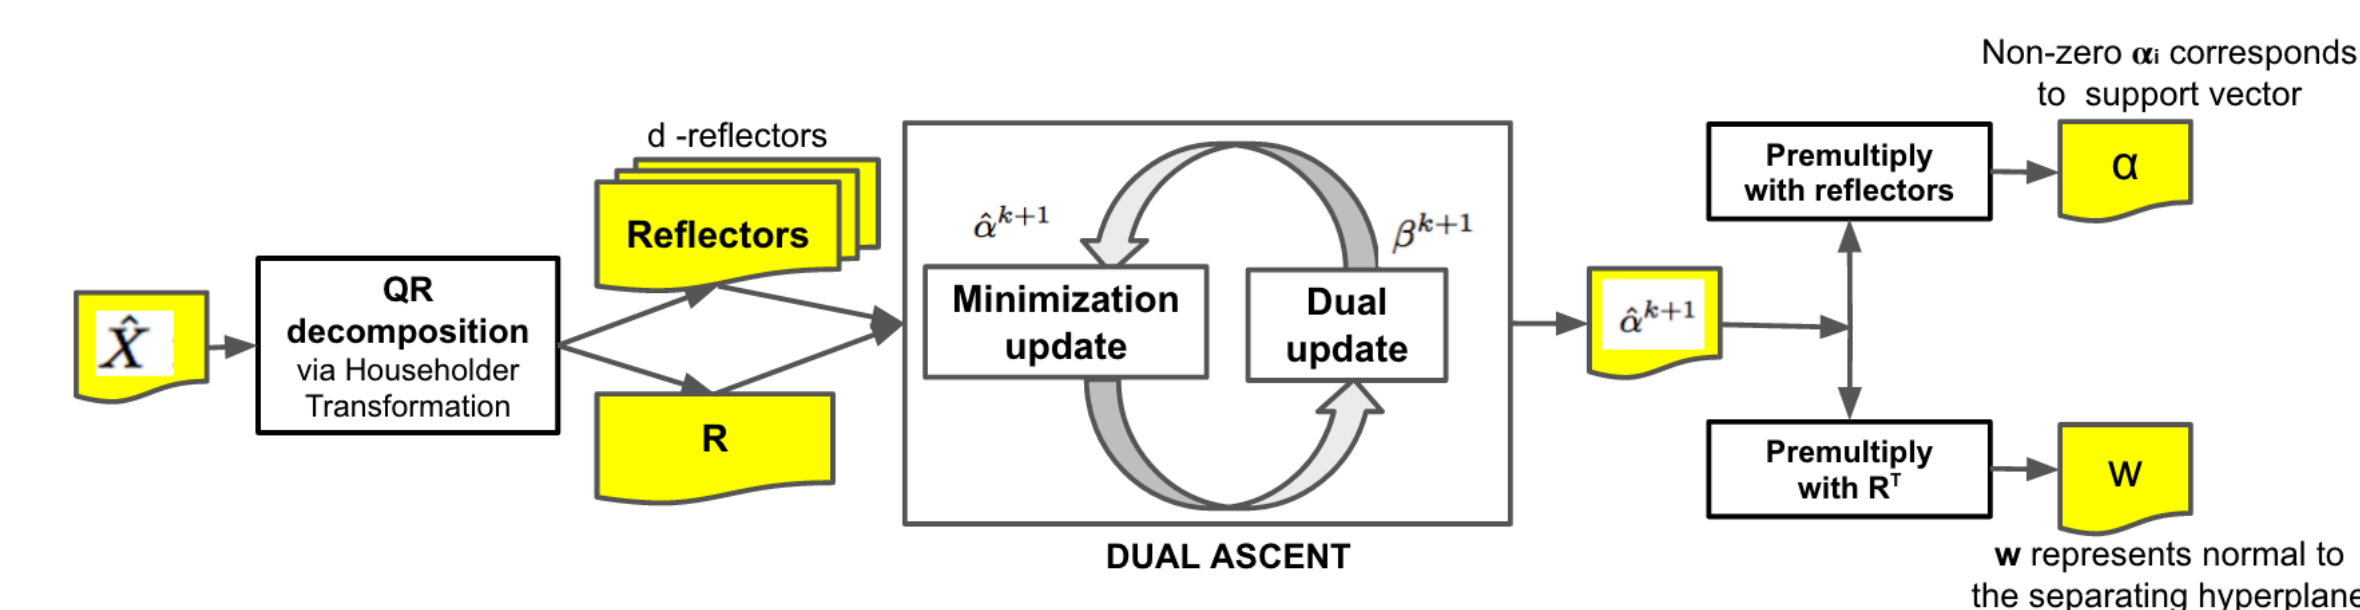 X̂
QR
decomposition
via Householder
Transformation
d -reflectors
Reflectors
R
α̂ᵏ⁺¹
βᵏ⁺¹
Minimization
update
Dual
update
DUAL ASCENT
α̂ᵏ⁺¹
Premultiply
with reflectors
Premultiply
with Rᵀ
Non-zero αi corresponds
to support vector
α
w
w represents normal to
the separating hyperplane